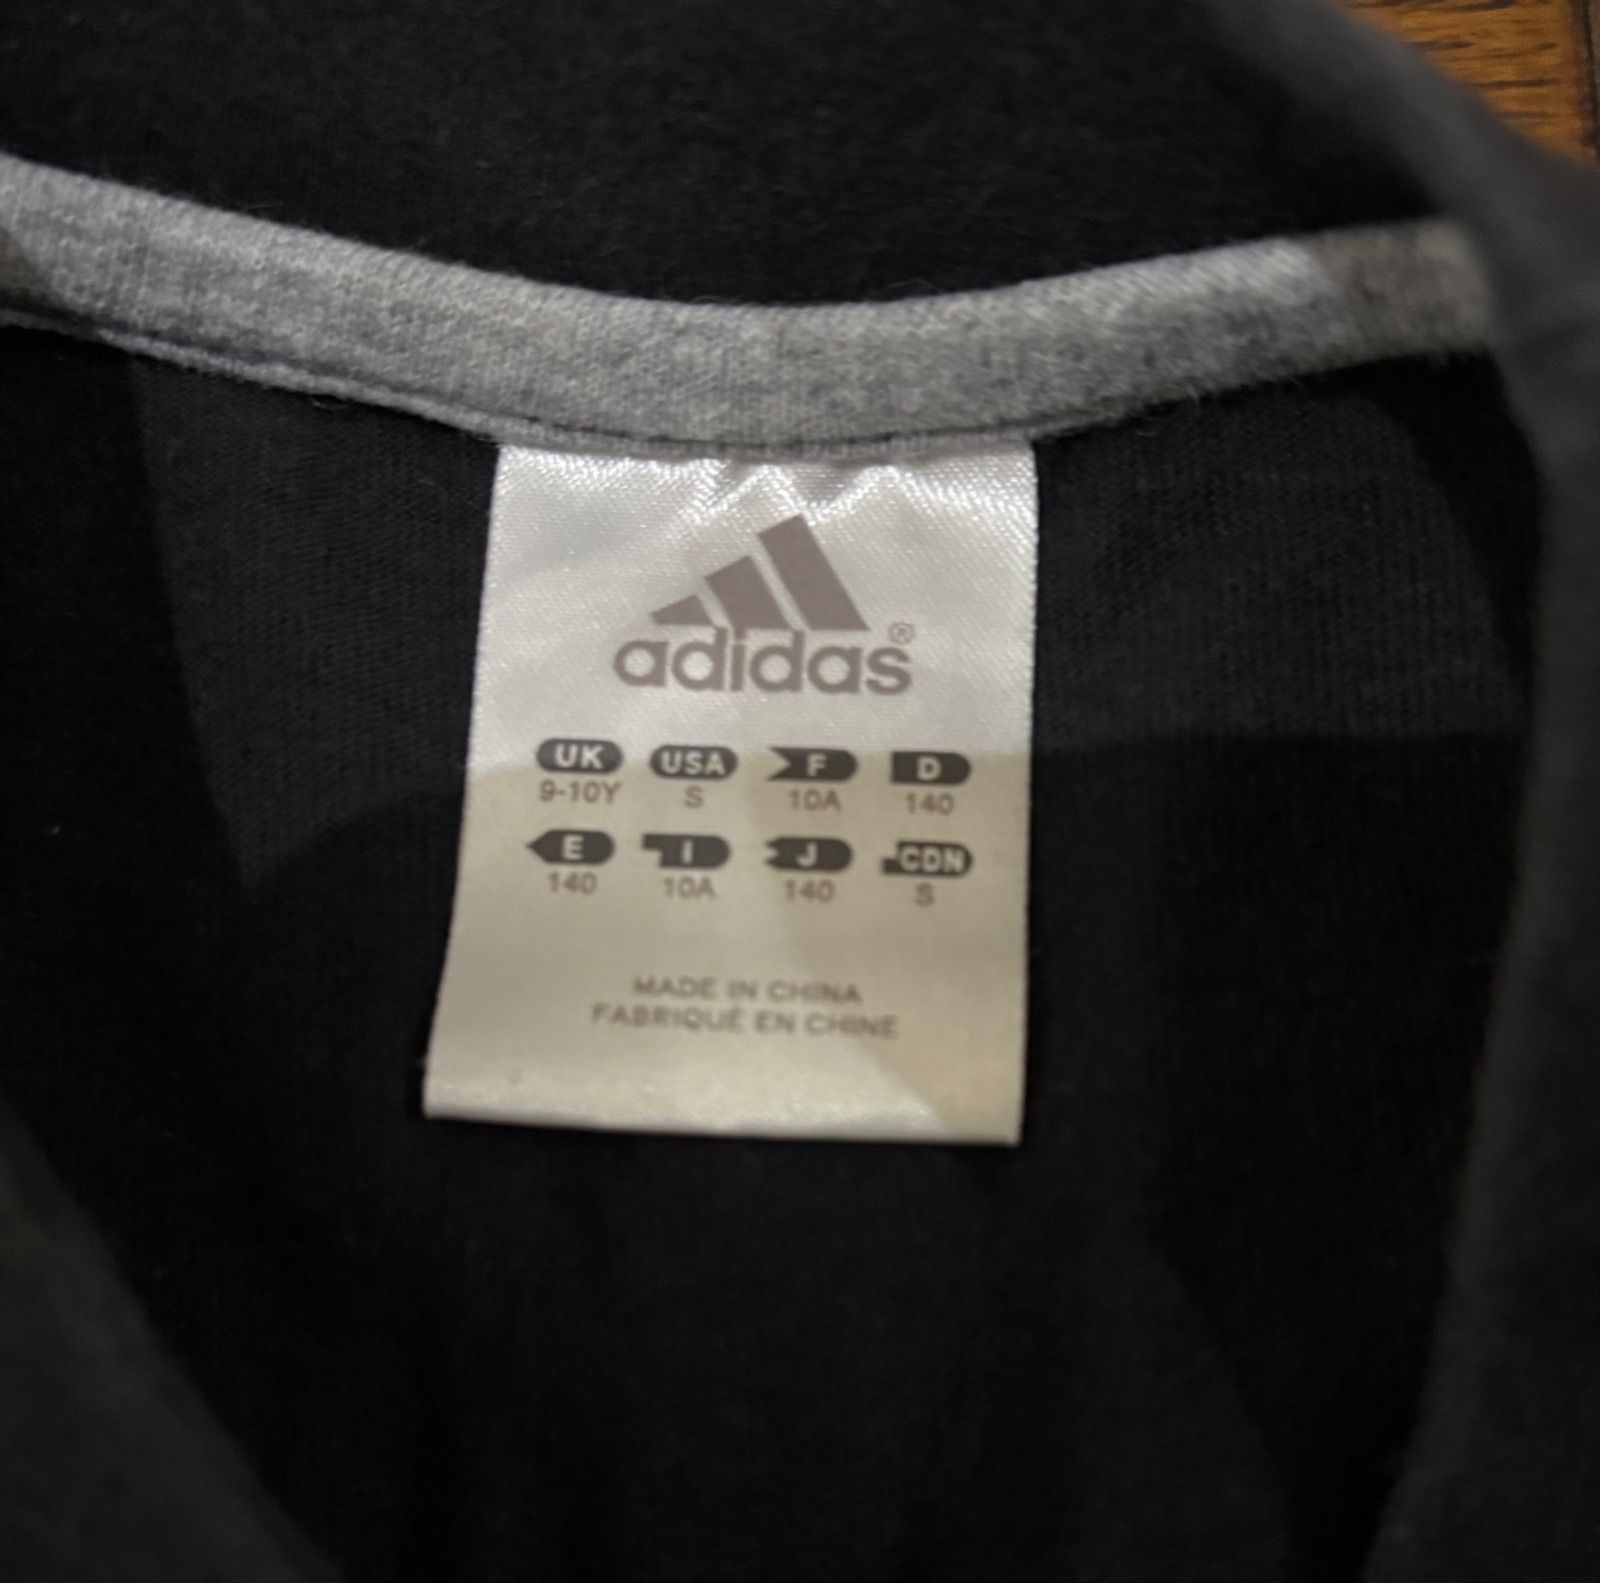 adidas®
UK USA F D
9-10Y S 10A 140
E I J CDN
140 10A 140 S
MADE IN CHINA
FABRIQUÉ EN CHINE